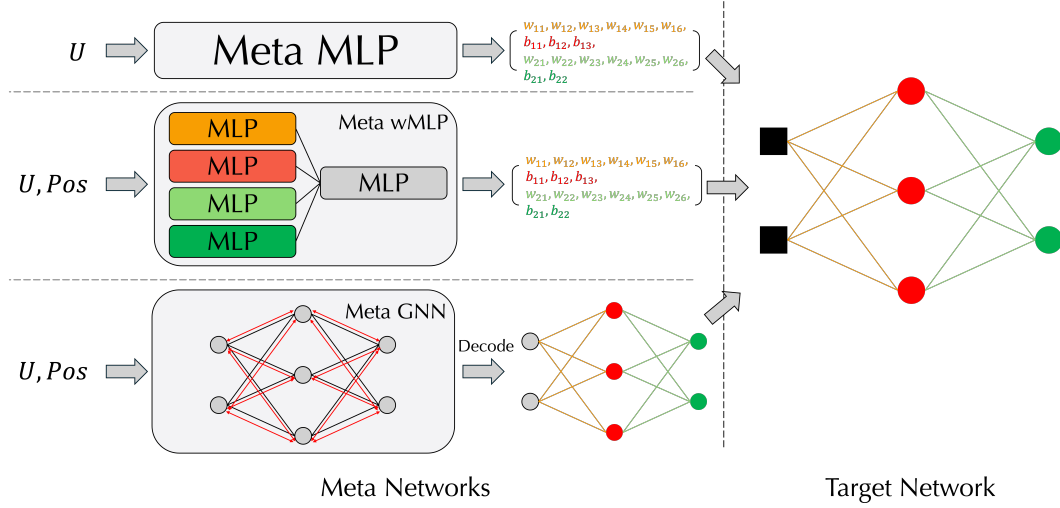 U
Meta MLP
w₁₁, w₁₂, w₁₃, w₁₄, w₁₅, w₁₆,
b₁₁, b₁₂, b₁₃,
w₂₁, w₂₂, w₂₃, w₂₄, w₂₅, w₂₆,
b₂₁, b₂₂
U, Pos
MLP
MLP
MLP
MLP
Meta wMLP
MLP
w₁₁, w₁₂, w₁₃, w₁₄, w₁₅, w₁₆,
b₁₁, b₁₂, b₁₃,
w₂₁, w₂₂, w₂₃, w₂₄, w₂₅, w₂₆,
b₂₁, b₂₂
U, Pos
Meta GNN
Decode
Meta Networks
Target Network